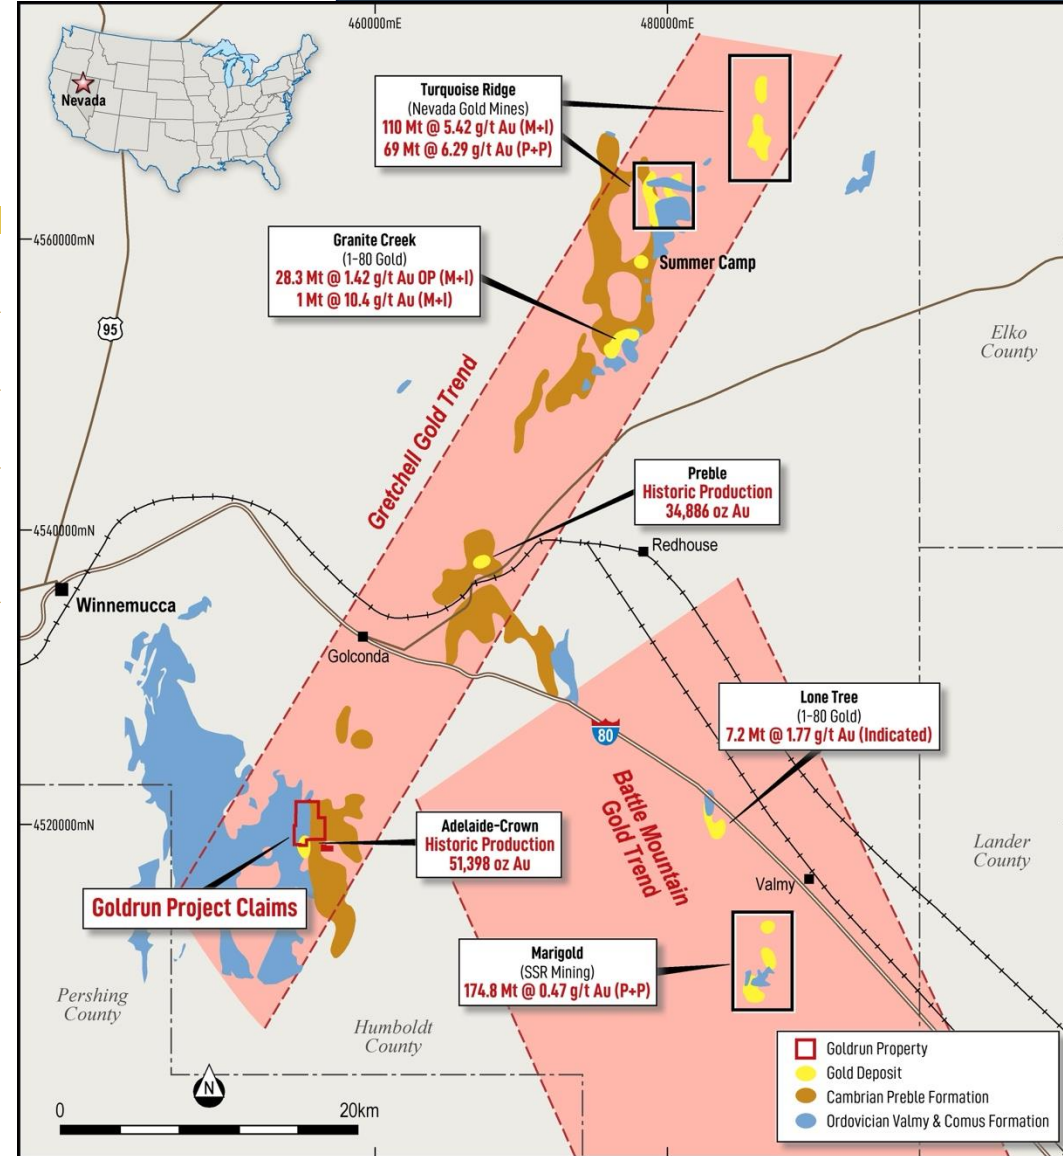 460000mE
480000mE
Nevada
Turquoise Ridge
(Nevada Gold Mines)
110 Mt @ 5.42 g/t Au (M+I)
69 Mt @ 6.29 g/t Au (P+P)
4560000mN
Granite Creek
(1-80 Gold)
28.3 Mt @ 1.42 g/t Au OP (M+I)
1 Mt @ 10.4 g/t Au (M+I)
Summer Camp
95
Elko
County
Gretchell Gold Trend
Preble
Historic Production
34,886 oz Au
4540000mN
Redhouse
Winnemucca
Golconda
Lone Tree
(1-80 Gold)
7.2 Mt @ 1.77 g/t Au (Indicated)
80
Battle Mountain
Gold Trend
4520000mN
Adelaide-Crown
Historic Production
51,398 oz Au
Lander
County
Valmy
Goldrun Project Claims
Marigold
(SSR Mining)
174.8 Mt @ 0.47 g/t Au (P+P)
Pershing
County
Humboldt
County
Goldrun Property
Gold Deposit
Cambrian Preble Formation
Ordovician Valmy & Comus Formation
N
0
20km